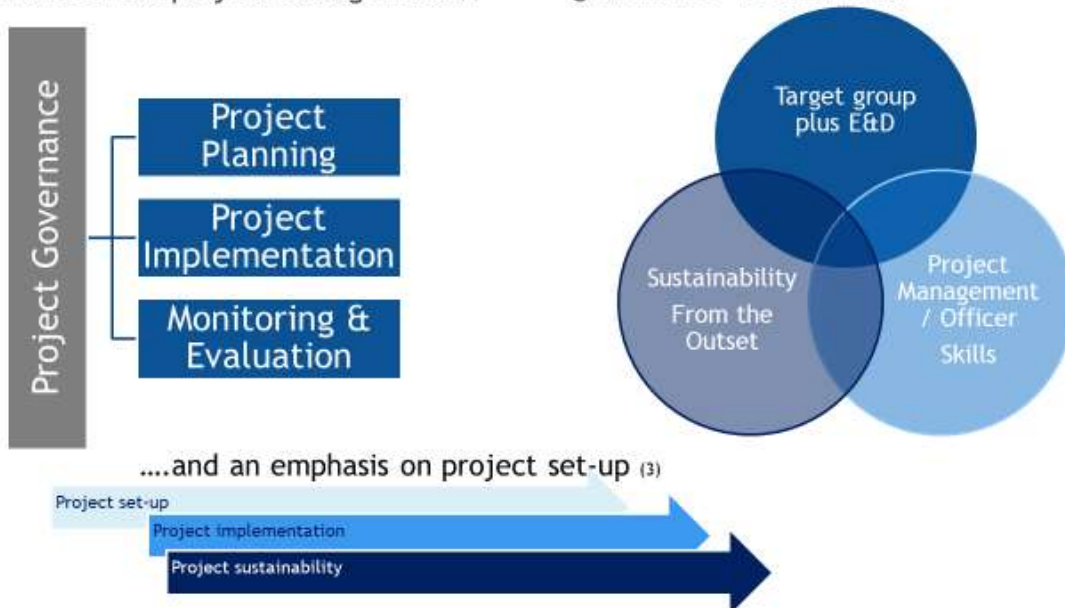 Project Governance
Project
Planning
Project
Implementation
Monitoring &
Evaluation
Target group
plus E&D
Sustainability
From the
Outset
Project
Management
/ Officer
Skills
....and an emphasis on project set-up (3)
Project set-up
Project implementation
Project sustainability